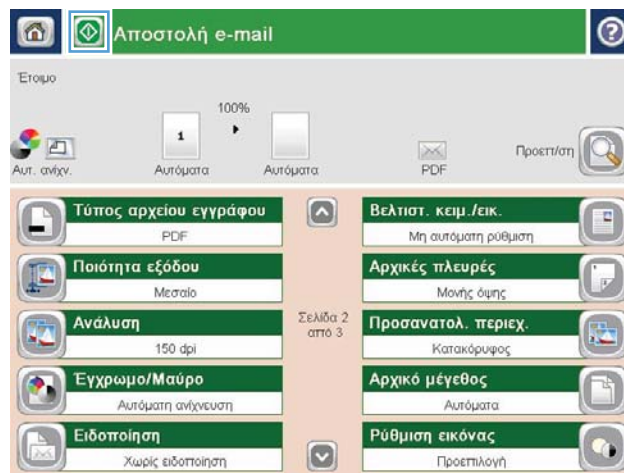 Αποστολή e-mail
Έτοιμο
100%
1
Αυτ. ανίχν.
Αυτόματα
Αυτόματα
PDF
Προεπ/ση
Τύπος αρχείου εγγράφου
PDF
Ποιότητα εξόδου
Μεσαίο
Ανάλυση
150 dpi
Έγχρωμο/Μαύρο
Αυτόματη ανίχνευση
Ειδοποίηση
Χωρίς ειδοποίηση
Σελίδα 2
από 3
Βελτιστ. κειμ./εικ.
Μη αυτόματη ρύθμιση
Αρχικές πλευρές
Μονής όψης
Προσανατολ. περιεχ.
Κατακόρυφος
Αρχικό μέγεθος
Αυτόματα
Ρύθμιση εικόνας
Προεπιλογή